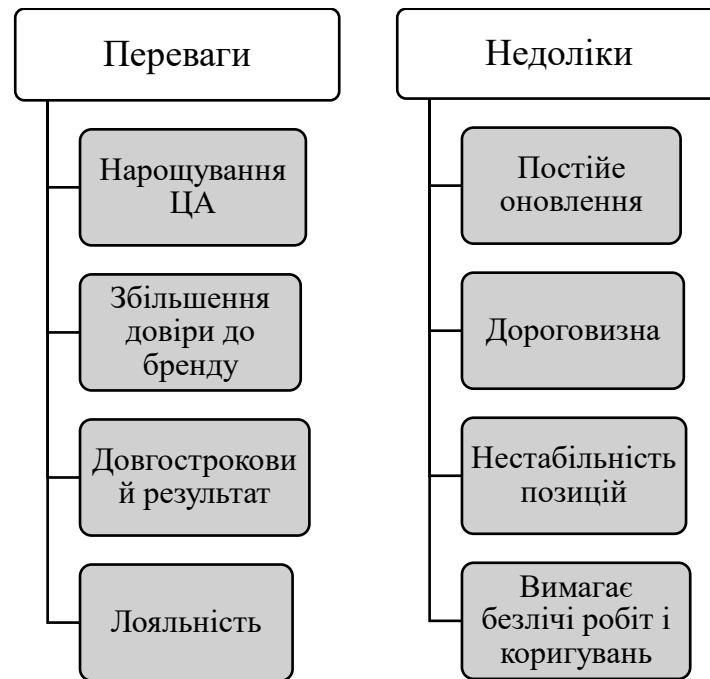 Переваги
Нарощування
ЦА
Збільшення
довіри до
бренду
Довгострокови
й результат
Лояльність
Недоліки
Постійе
оновлення
Дороговизна
Нестабільність
позицій
Вимагає
безлічі робіт і
коригувань